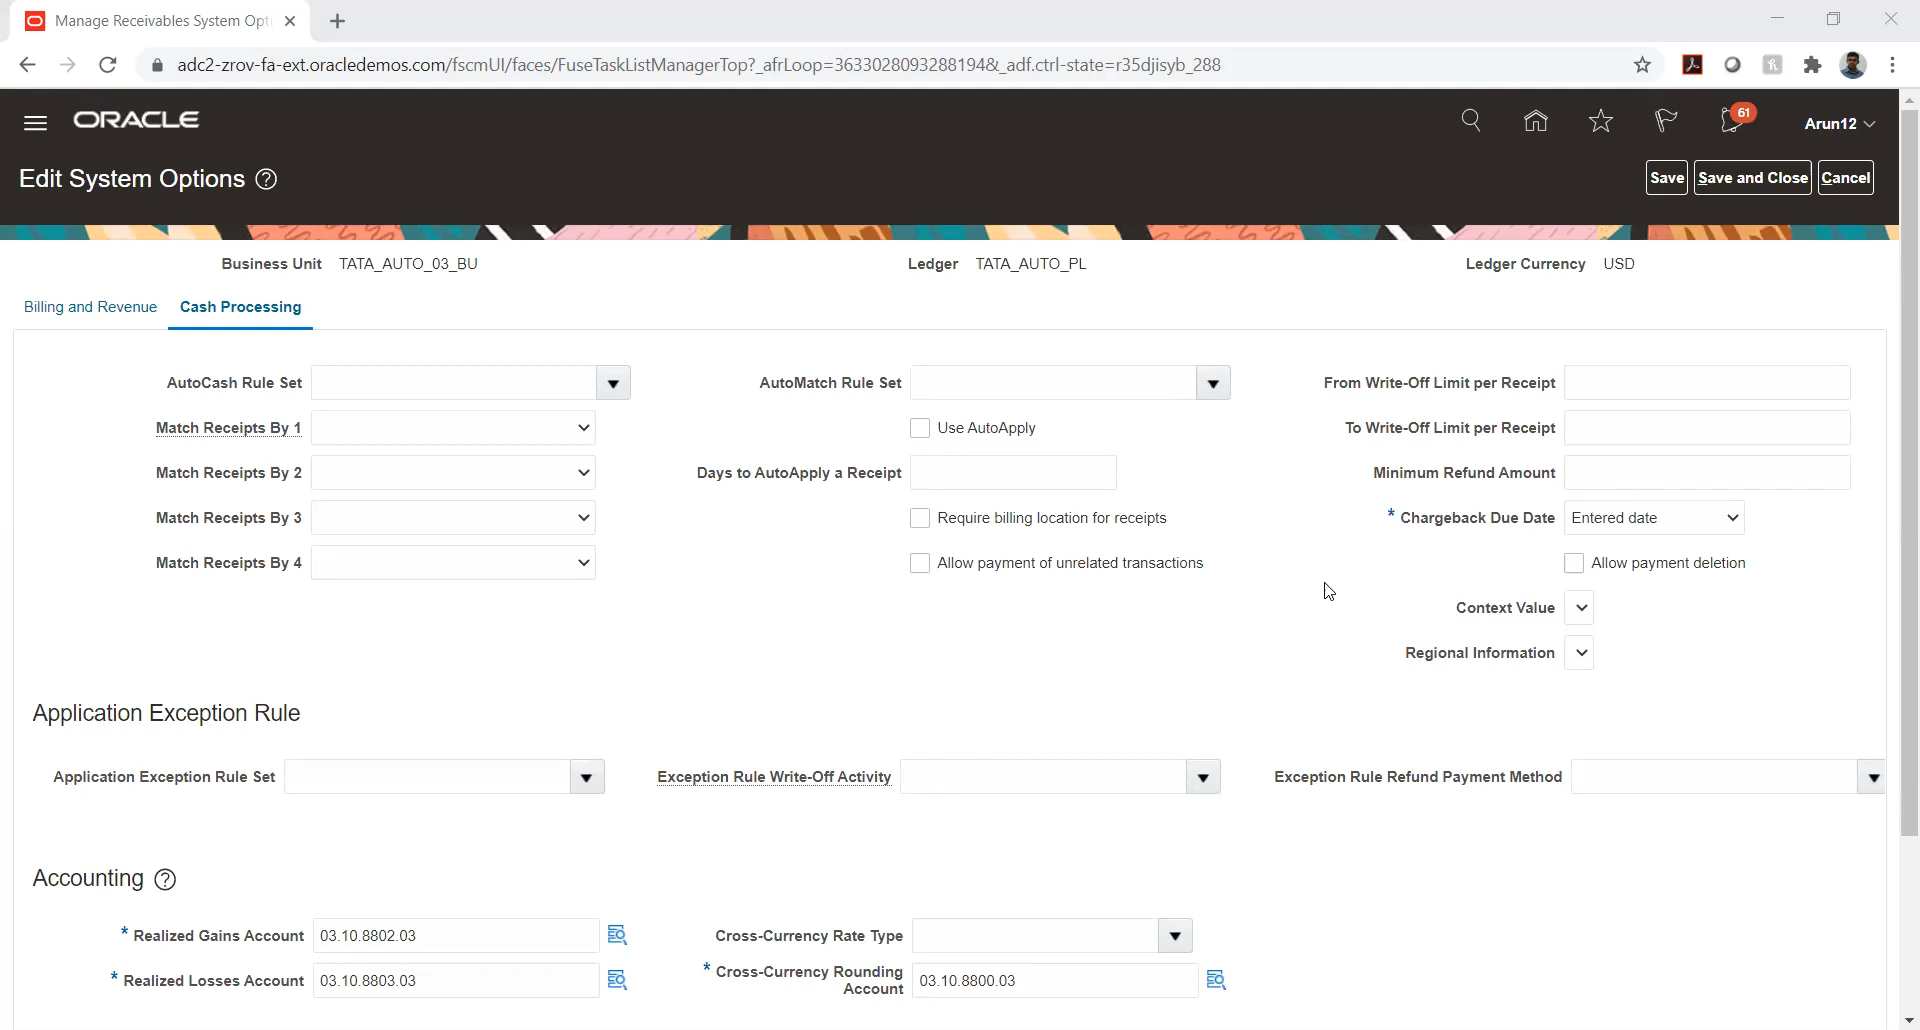 Manage Receivables System Opti
adc2-zrov-fa-ext.oracledemos.com/fscmUI/faces/FuseTaskListManagerTop?_afrLoop=3633028093288194&_adf.ctrl-state=r35djisyb_288
ORACLE
61
Arun12
Edit System Options ?
Save Save and Close Cancel
Business Unit TATA_AUTO_03_BU Ledger TATA_AUTO_PL Ledger Currency USD
Billing and Revenue Cash Processing
AutoCash Rule Set AutoMatch Rule Set From Write-Off Limit per Receipt
Match Receipts By 1 Use AutoApply To Write-Off Limit per Receipt
Match Receipts By 2 Days to AutoApply a Receipt Minimum Refund Amount
Match Receipts By 3 Require billing location for receipts * Chargeback Due Date Entered date
Match Receipts By 4 Allow payment of unrelated transactions Allow payment deletion
Context Value
Regional Information
Application Exception Rule
Application Exception Rule Set Exception Rule Write-Off Activity Exception Rule Refund Payment Method
Accounting ?
* Realized Gains Account 03.10.8802.03 Cross-Currency Rate Type
* Realized Losses Account 03.10.8803.03 * Cross-Currency Rounding Account 03.10.8800.03